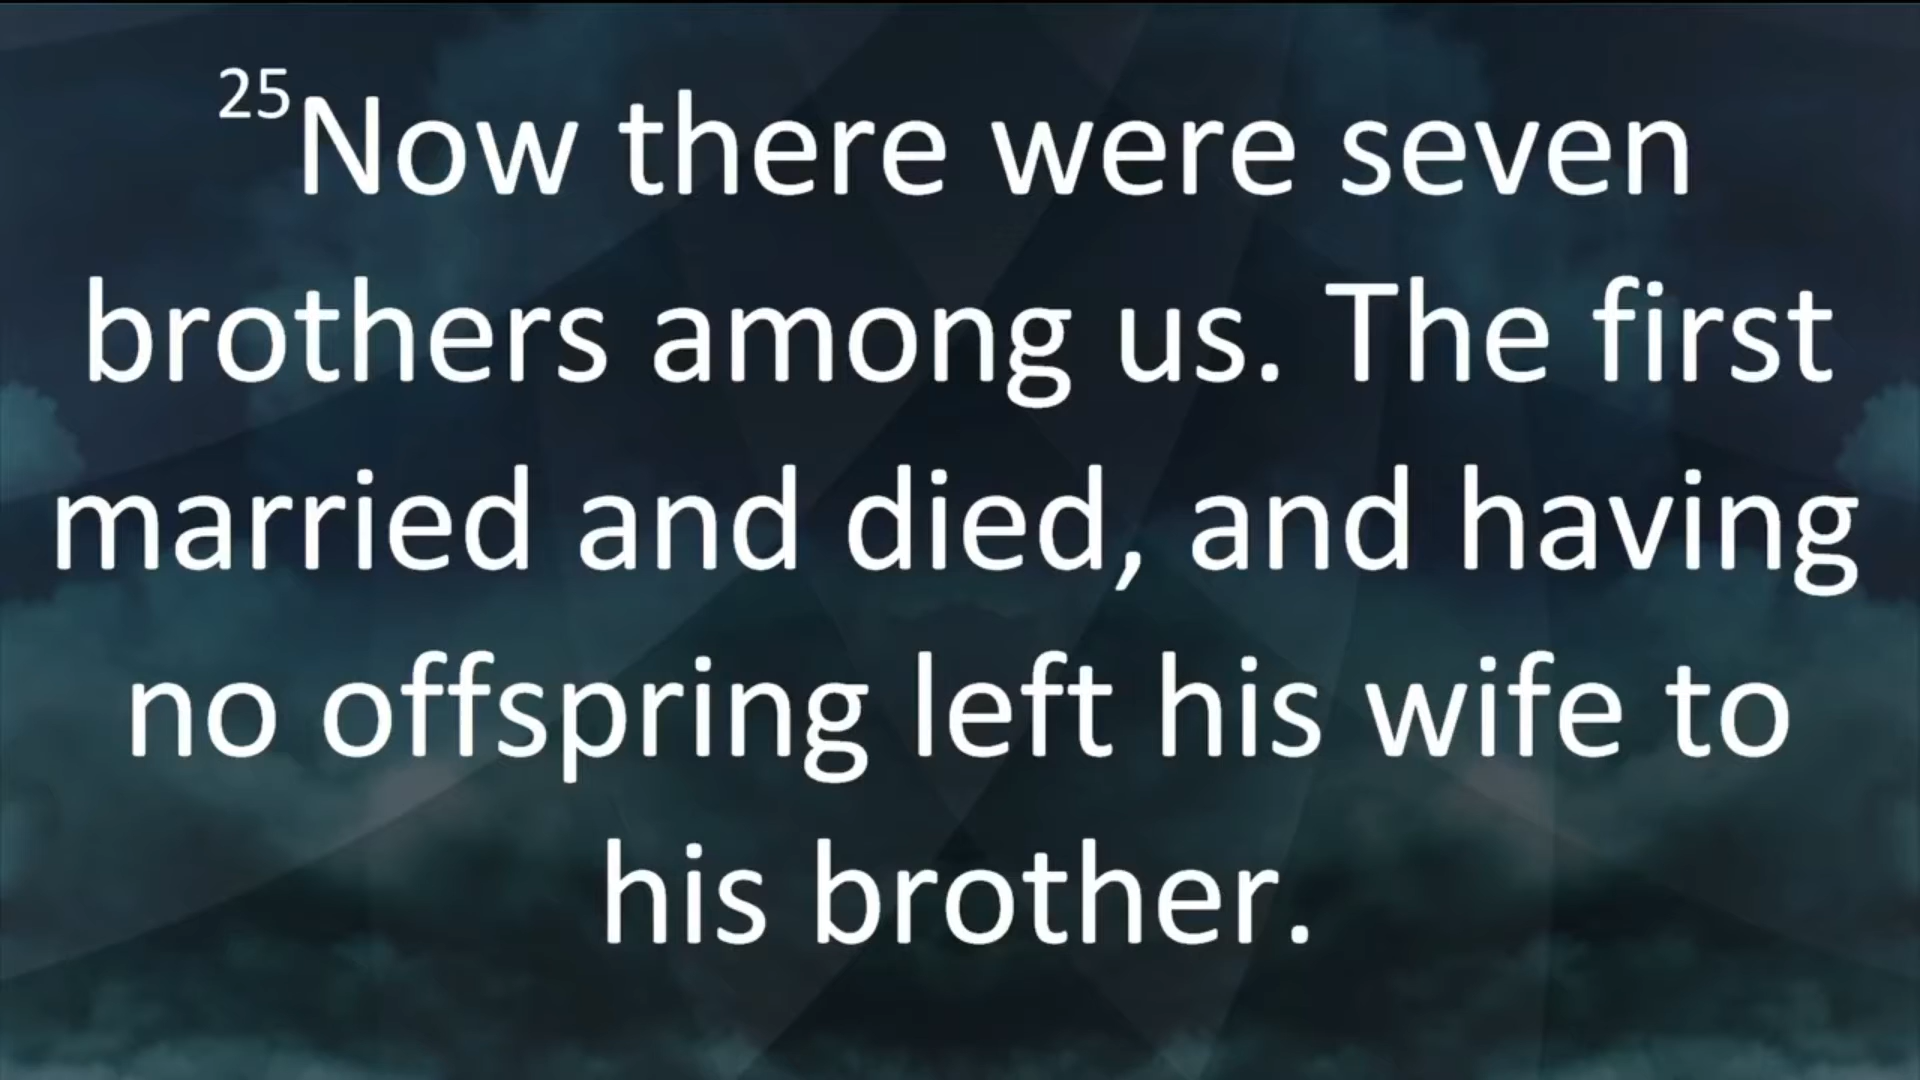 25Now there were seven
brothers among us. The first
married and died, and having
no offspring left his wife to
his brother.